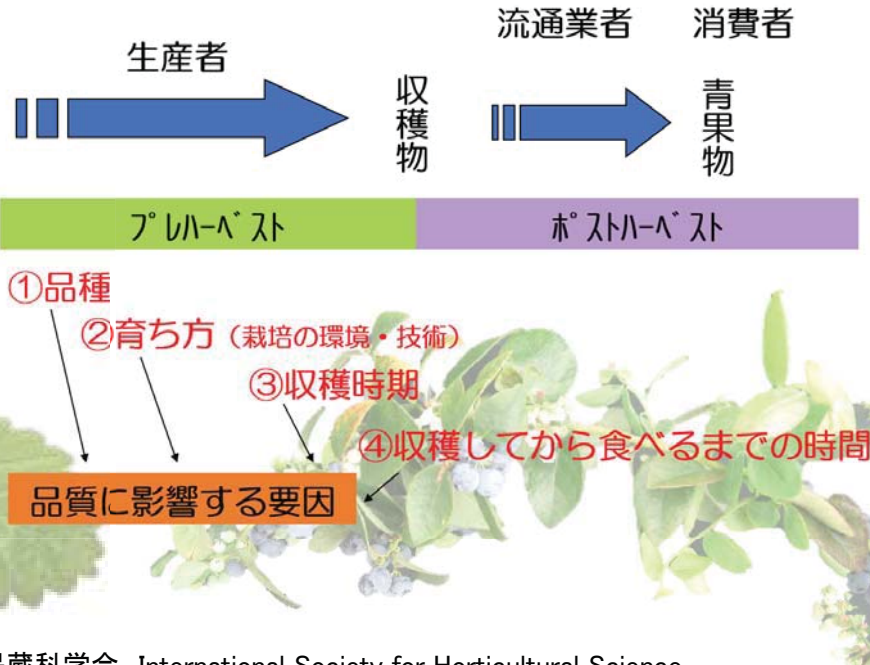 生産者
流通業者
消費者
収穫物
青果物
プレハーベスト
ポストハーベスト
①品種
②育ち方（栽培の環境・技術）
③収穫時期
④収穫してから食べるまでの時間
品質に影響する要因
蔵科学会 International Society for Horticultural Science